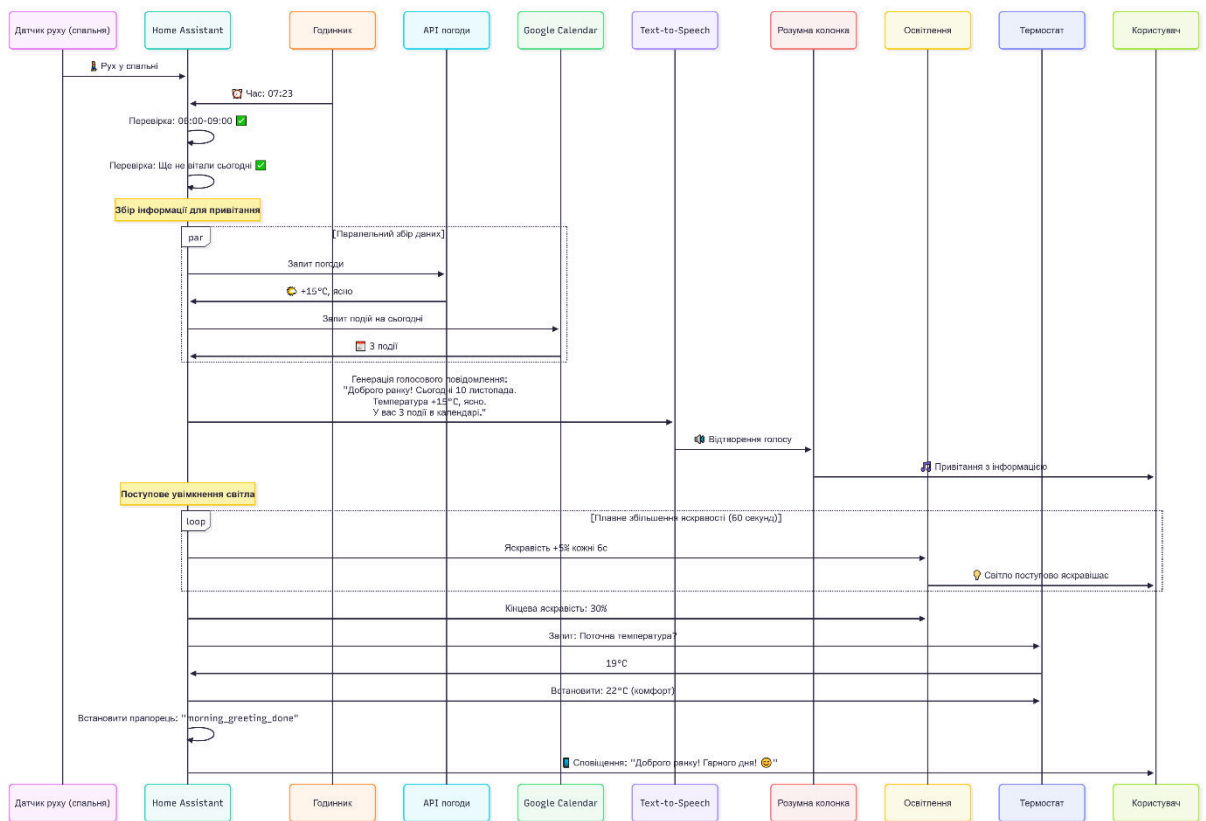 Датчик руху (спальня)
Home Assistant
Годинник
API погоди
Google Calendar
Text-to-Speech
Розумна колонка
Освітлення
Термостат
Користувач
Рух у спальні
Час: 07:23
Перевірка: 06:00-09:00
Перевірка: Ще не вітали сьогодні
Збір інформації для привітання
par
[Паралельний збір даних]
Запит погоди
+15°C, ясно
Запит подій на сьогодні
3 події
Генерація голосового повідомлення:
"Доброго ранку! Сьогодні 10 листопада.
Температура +15°C, ясно.
У вас 3 події в календарі."
Відтворення голосу
Привітання з інформацією
Поступове увімкнення світла
loop
[Плавне збільшення яскравості (60 секунд)]
Яскравість +5% кожні 6с
Світло поступово яскравішає
Кінцева яскравість: 30%
Запит: Поточна температура?
19°C
Встановити: 22°C (комфорт)
Встановити прапорець: "morning_greeting_done"
Сповіщення: "Доброго ранку! Гарного дня! 😊"
Датчик руху (спальня)
Home Assistant
Годинник
API погоди
Google Calendar
Text-to-Speech
Розумна колонка
Освітлення
Термостат
Користувач